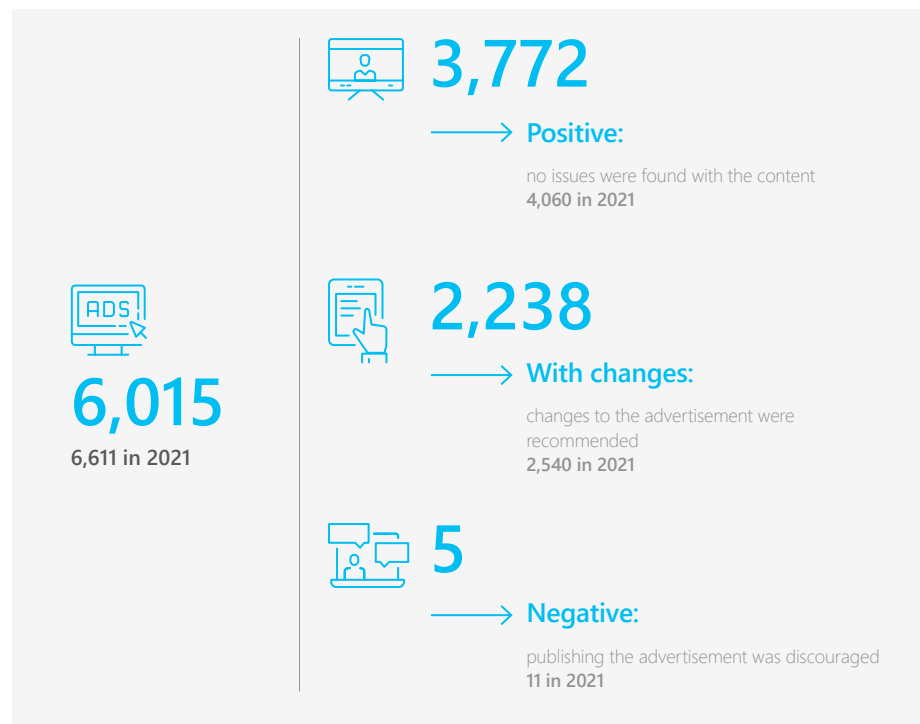 ADS
6,015
6,611 in 2021
3,772
Positive:
no issues were found with the content
4,060 in 2021
2,238
With changes:
changes to the advertisement were
recommended
2,540 in 2021
5
Negative:
publishing the advertisement was discouraged
11 in 2021